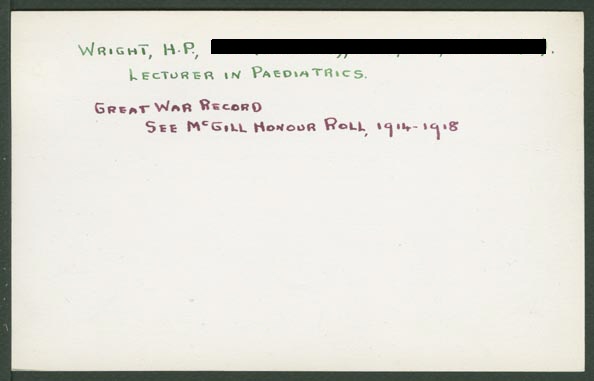 WRIGHT, H.P.,
LECTURER IN PAEDIATRICS.
GREAT WAR RECORD
SEE McGILL HONOUR ROLL, 1914-1918